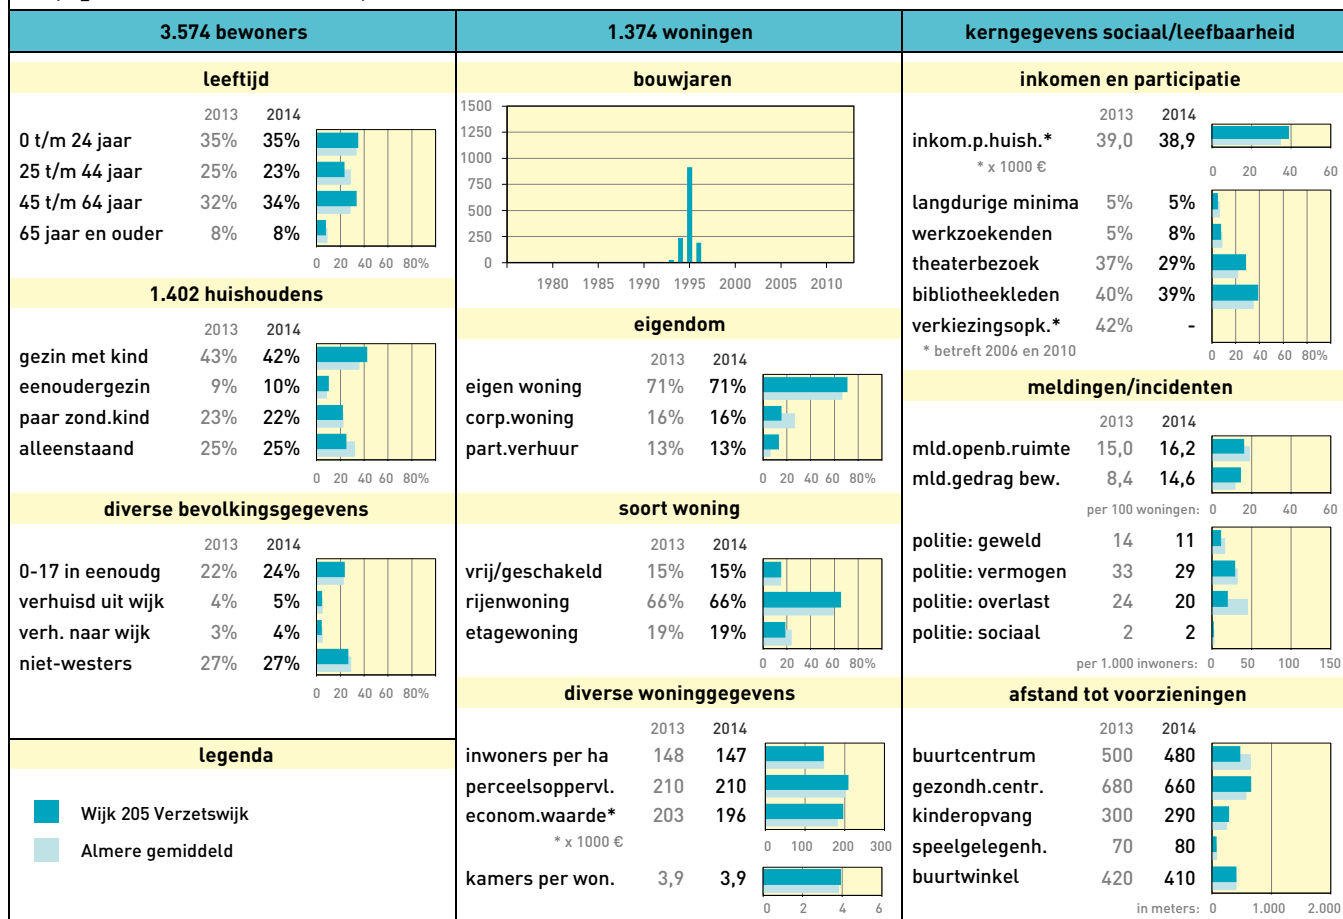 3.574 bewoners
leeftijd
2013 2014
0 t/m 24 jaar 35% 35%
25 t/m 44 jaar 25% 23%
45 t/m 64 jaar 32% 34%
65 jaar en ouder 8% 8%
0 20 40 60 80%
1.402 huishoudens
2013 2014
gezin met kind 43% 42%
eenoudergezin 9% 10%
paar zond.kind 23% 22%
alleenstaand 25% 25%
0 20 40 60 80%
diverse bevolkingsgegevens
2013 2014
0-17 in eenoudg 22% 24%
verhuisd uit wijk 4% 5%
verh. naar wijk 3% 4%
niet-westers 27% 27%
0 20 40 60 80%
legenda
Wijk 205 Verzetswijk
Almere gemiddeld
1.374 woningen
bouwjaren
1500
1250
1000
750
500
250
0
1980 1985 1990 1995 2000 2005 2010
eigendom
2013 2014
eigen woning 71% 71%
corp.woning 16% 16%
part.verhuur 13% 13%
0 20 40 60 80%
soort woning
2013 2014
vrij/geschakeld 15% 15%
rijenwoning 66% 66%
etagewoning 19% 19%
0 20 40 60 80%
diverse woninggegevens
2013 2014
inwoners per ha 148 147
perceelsoppervl. 210 210
econom.waarde* 203 196
* x 1000 € 0 100 200 300
kamers per won. 3,9 3,9
0 2 4 6
kerngegevens sociaal/leefbaarheid
inkomen en participatie
2013 2014
inkom.p.huish.* 39,0 38,9
* x 1000 € 0 20 40 60
langdurige minima 5% 5%
werkzoekenden 5% 8%
theaterbezoek 37% 29%
bibliotheekleden 40% 39%
verkiezingsopk.* 42% -
* betreft 2006 en 2010 0 20 40 60 80%
meldingen/incidenten
2013 2014
mld.openb.ruimte 15,0 16,2
mld.gedrag bew. 8,4 14,6
per 100 woningen: 0 20 40 60
politie: geweld 14 11
politie: vermogen 33 29
politie: overlast 24 20
politie: sociaal 2 2
per 1.000 inwoners: 0 50 100 150
afstand tot voorzieningen
2013 2014
buurtcentrum 500 480
gezondh.centr. 680 660
kinderopvang 300 290
speelgelegenh. 70 80
buurtwinkel 420 410
in meters: 0 1.000 2.000